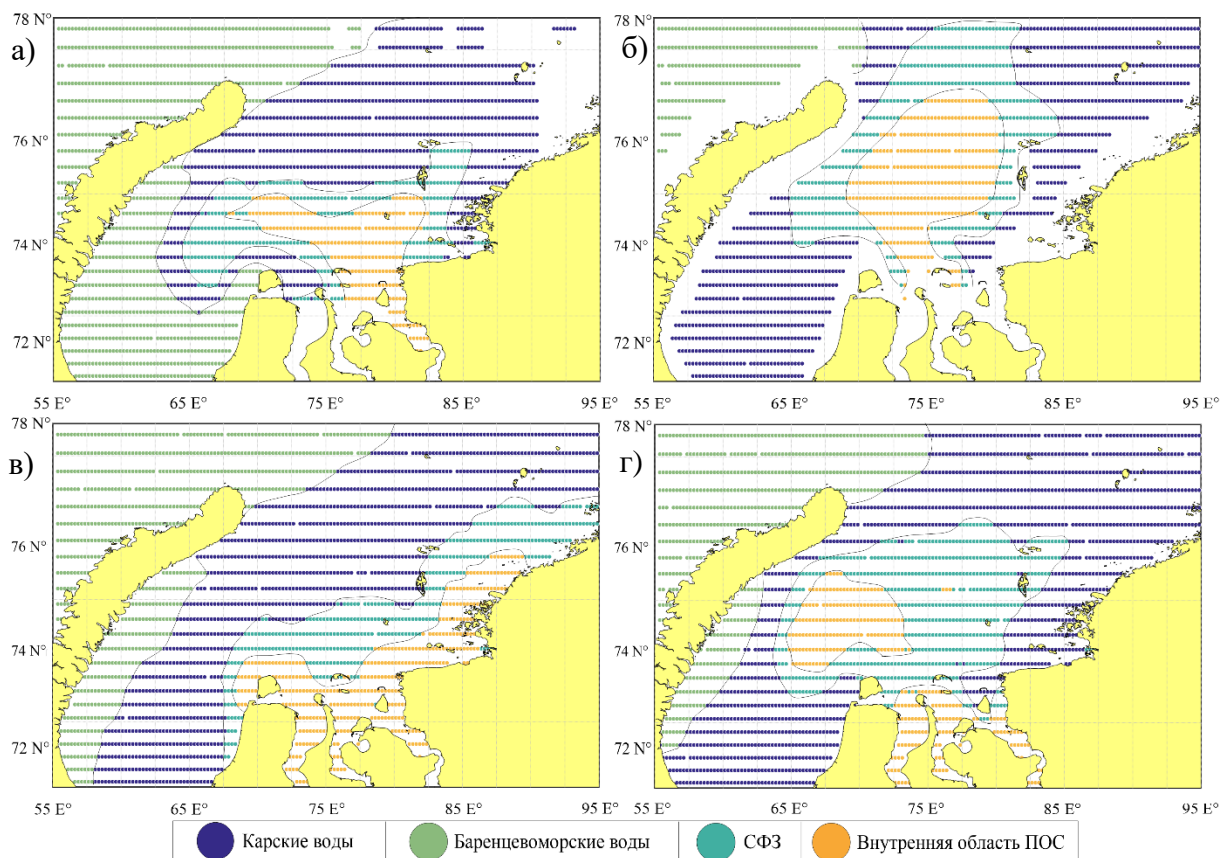 а)
78 N°
76 N°
74 N°
72 N°
55 E°
65 E°
75 E°
85 E°
95 E°
б)
78 N°
76 N°
74 N°
72 N°
55 E°
65 E°
75 E°
85 E°
95 E°
в)
78 N°
76 N°
74 N°
72 N°
55 E°
65 E°
75 E°
85 E°
95 E°
г)
78 N°
76 N°
74 N°
72 N°
55 E°
65 E°
75 E°
85 E°
95 E°
Карские воды
Баренцевоморские воды
СФЗ
Внутренняя область ПОС